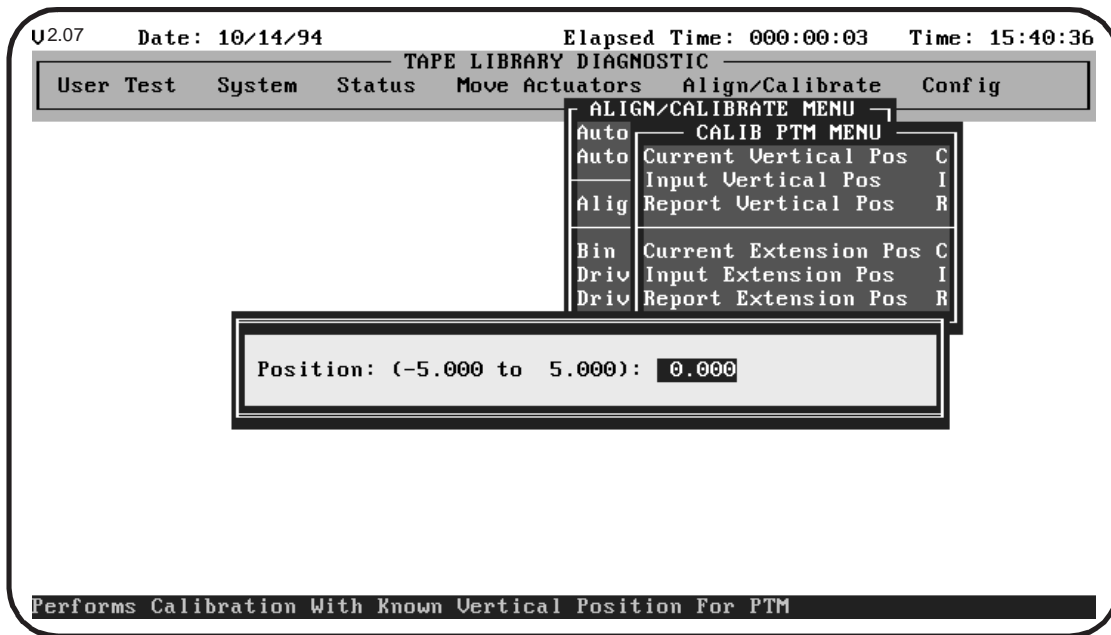 V2.07 Date: 10/14/94 Elapsed Time: 000:00:03 Time: 15:40:36
TAPE LIBRARY DIAGNOSTIC
User Test System Status Move Actuators Align/Calibrate Config
ALIGN/CALIBRATE MENU
Auto CALIB PTM MENU
Auto Current Vertical Pos C
Input Vertical Pos I
Alig Report Vertical Pos R
Bin Current Extension Pos C
Driv Input Extension Pos I
Driv Report Extension Pos R
Position: (-5.000 to 5.000): 0.000
Performs Calibration With Known Vertical Position For PTM